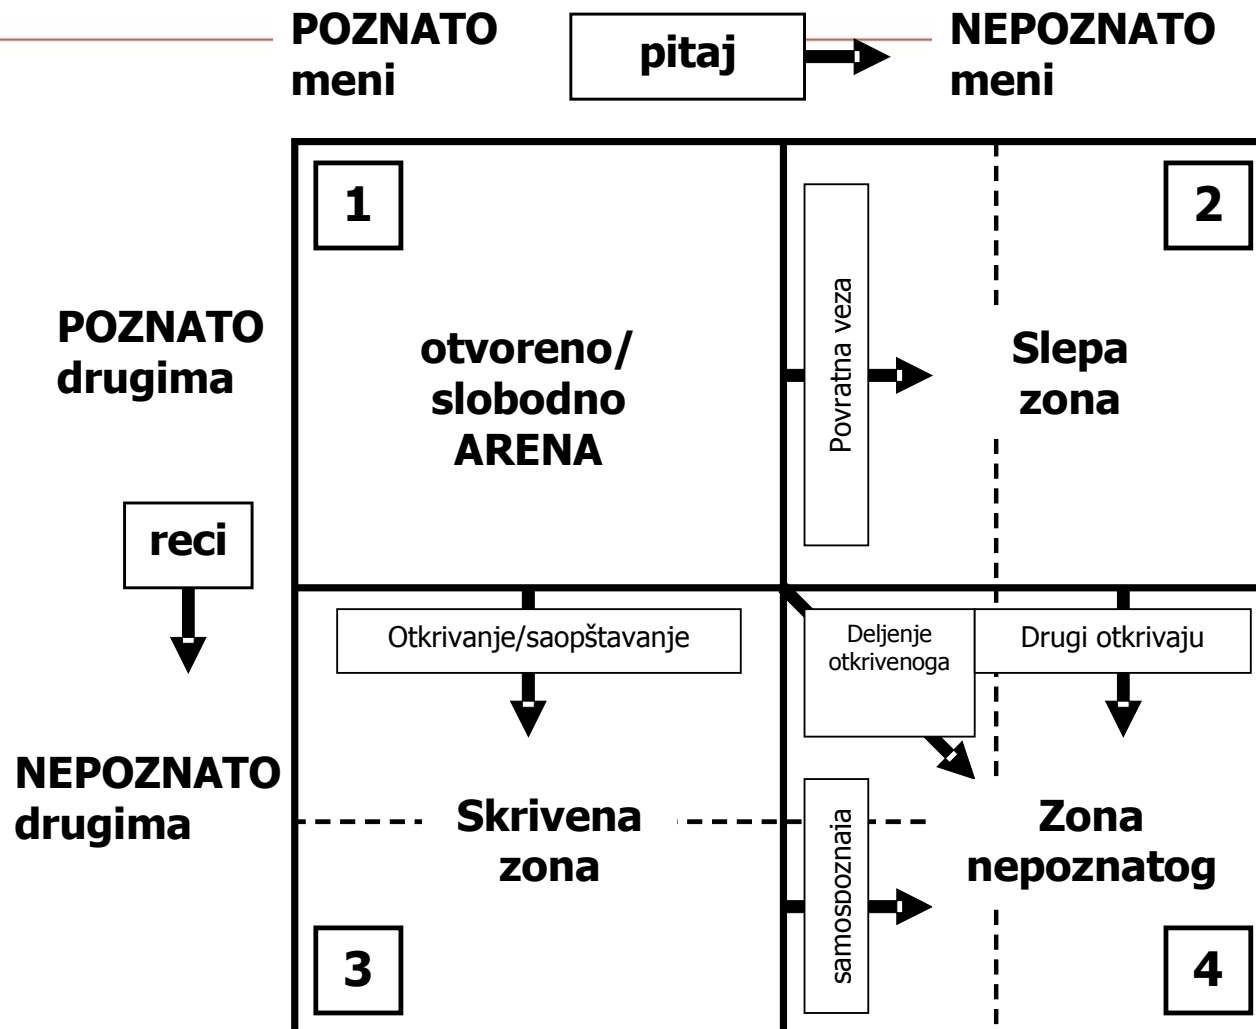 POZNATO
meni
pitaj
NEPOZNATO
meni
1
2
POZNATO
drugima
otvoreno/
slobodno
ARENA
Povratna veza
Slepa
zona
reci
Otkrivanje/saopštavanje
Deljenje
otkrivenoga
Drugi otkrivaju
NEPOZNATO
drugima
Skrivena
zona
samospoznaia
Zona
nepoznatog
3
4